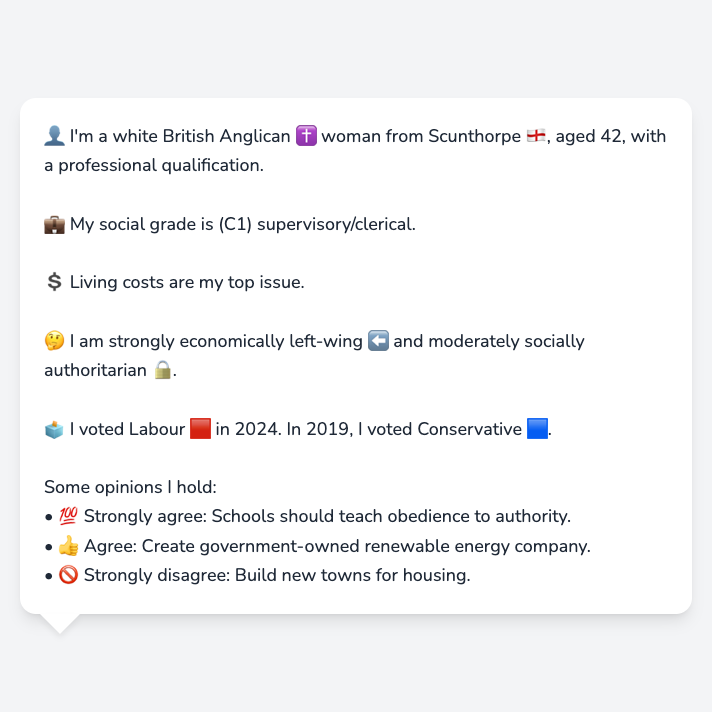 👤 I'm a white British Anglican ✝️ woman from Scunthorpe 🏴󠁧󠁢󠁥󠁮󠁧󠁿, aged 42, with
a professional qualification.
💼 My social grade is (C1) supervisory/clerical.
💲 Living costs are my top issue.
🤔 I am strongly economically left-wing ⬅️ and moderately socially
authoritarian 🔒.
🗳️ I voted Labour 🟥 in 2024. In 2019, I voted Conservative 🟦.
Some opinions I hold:
• 💯 Strongly agree: Schools should teach obedience to authority.
• 👍 Agree: Create government-owned renewable energy company.
• 🚫 Strongly disagree: Build new towns for housing.